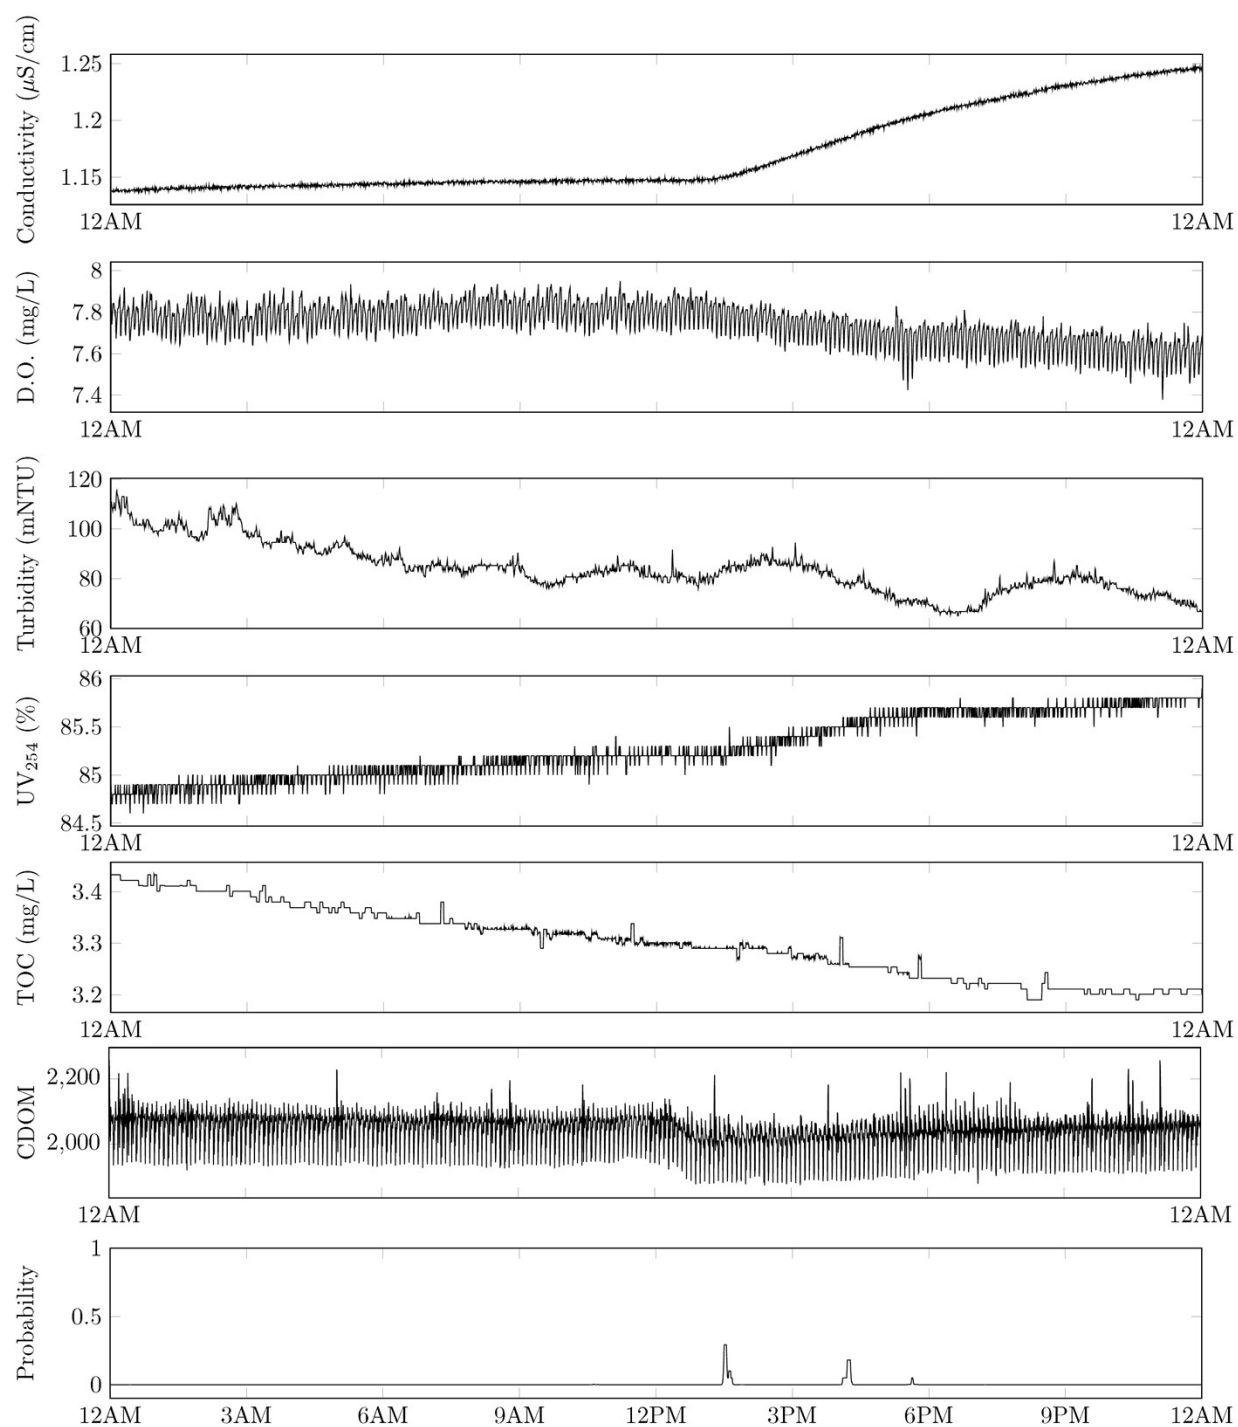 Conductivity (μS/cm)
1.25
1.2
1.15
12AM 12AM
D.O. (mg/L)
8
7.8
7.6
7.4
12AM 12AM
Turbidity (mNTU)
120
100
80
60
12AM 12AM
UV254 (%)
86
85.5
85
84.5
12AM 12AM
TOC (mg/L)
3.4
3.3
3.2
12AM 12AM
CDOM
2,200
2,000
12AM 12AM
Probability
1
0.5
0
12AM 3AM 6AM 9AM 12PM 3PM 6PM 9PM 12AM